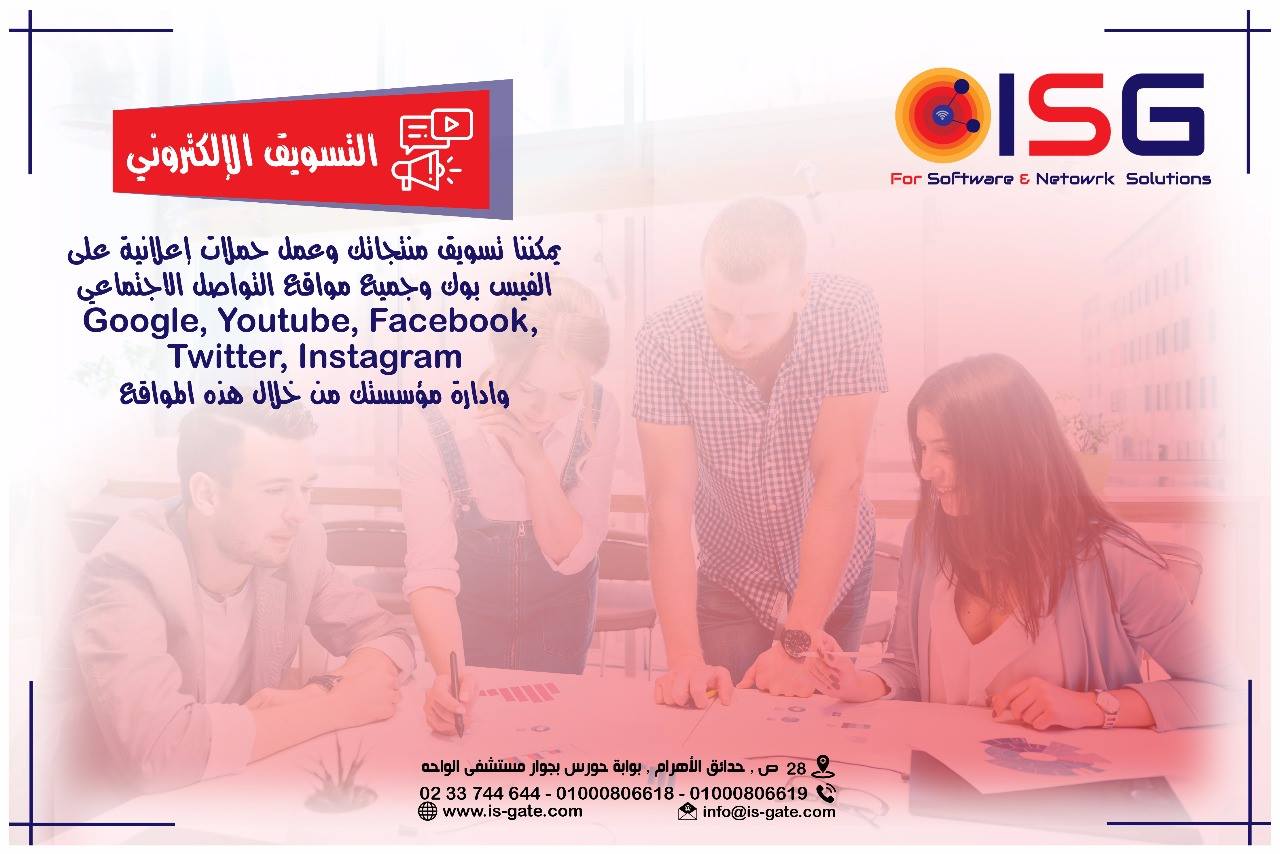 ISG
For Software & Netowrk Solutions
التسويق الإلكتروني
يمكننا تسويق منتجاتك وعمل حملات إعلانية على
الفيس بوك وجميع مواقع التواصل الاجتماعي
Google, Youtube, Facebook,
Twitter, Instagram
وادارة مؤسستك من خلال هذه المواقع
28 ص , حدائق الأهرام , بوابة حورس بجوار مستشفى الواحه
02 33 744 644 - 01000806618 - 01000806619
www.is-gate.com info@is-gate.com